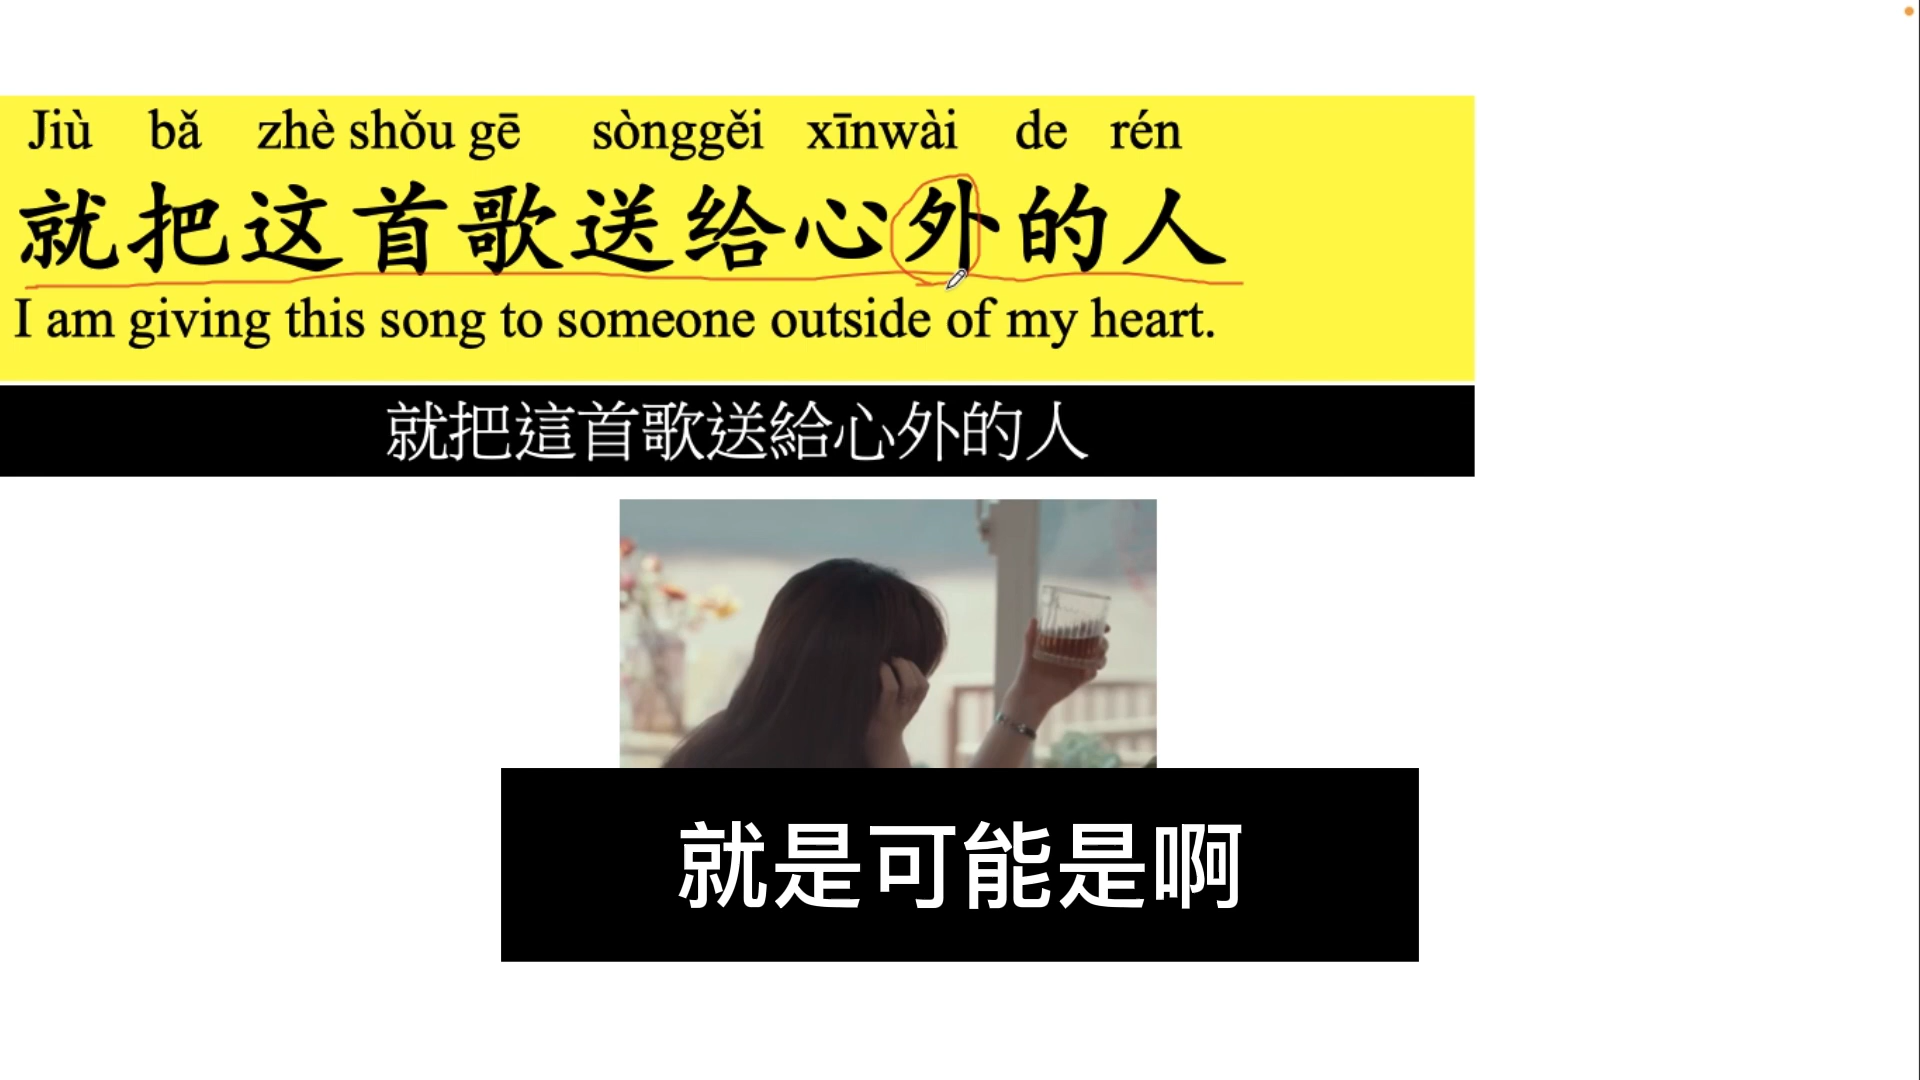 Jiù bǎ zhè shǒu gē sònggěi xīnwài de rén
就把这首歌送给心外的人
I am giving this song to someone outside of my heart.
就把這首歌送給心外的人
就是可能是啊